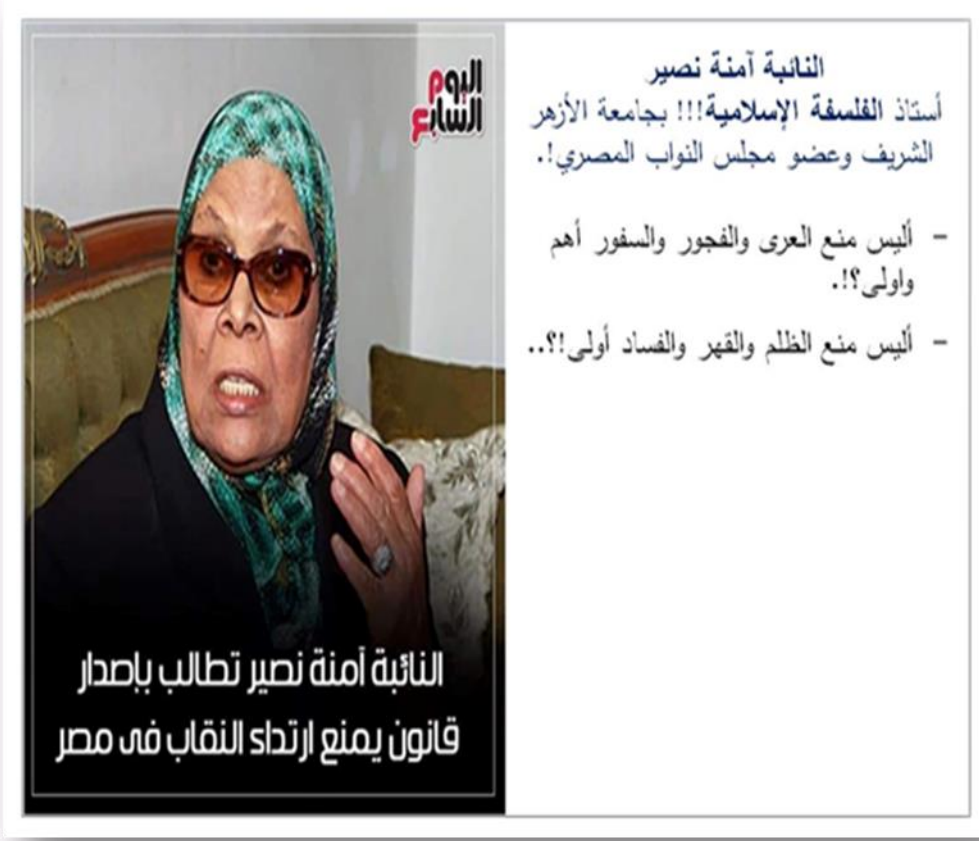 اليوم
السابع
النائبة آمنة نصير تطالب بإصدار
قانون يمنع ارتداء النقاب فى مصر
النائبة آمنة نصير
أستاذ الفلسفة الإسلامية!!! بجامعة الأزهر
الشريف وعضو مجلس النواب المصري!.
- أليس منع العرى والفجور والسفور أهم
واولى؟!.
- أليس منع الظلم والقهر والفساد أولى!؟..